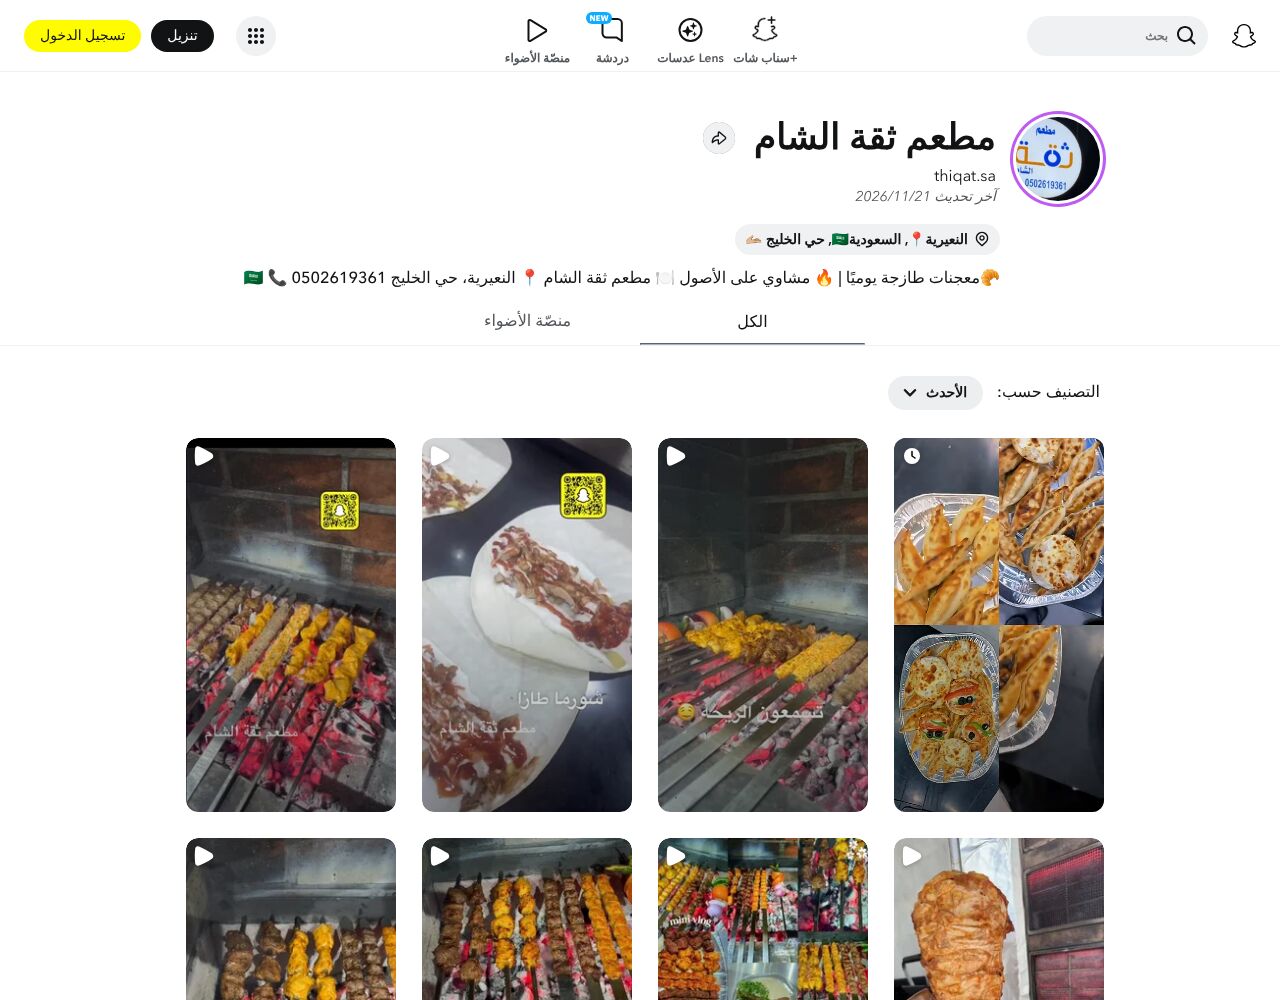 بحث
سناب شات+
عدسات Lens
دردشة
NEW
منصّة الأضواء
تنزيل
تسجيل الدخول
مطعم
ثقة
الشام
0502619361
مطعم ثقة الشام
thiqat.sa
آخر تحديث 2026/11/21
النعيرية📍, السعودية🇸🇦, حي الخليج 🫴🏼
🥐معجنات طازجة يوميًا | 🔥 مشاوي على الأصول 🍽️ مطعم ثقة الشام 📍 النعيرية، حي الخليج 0502619361 📞 🇸🇦
الكل
منصّة الأضواء
التصنيف حسب:
الأحدث
تسمعون الريحة 🤤
شورما طازا
مطعم ثقة الشام
مطعم ثقة الشام
mini vlog